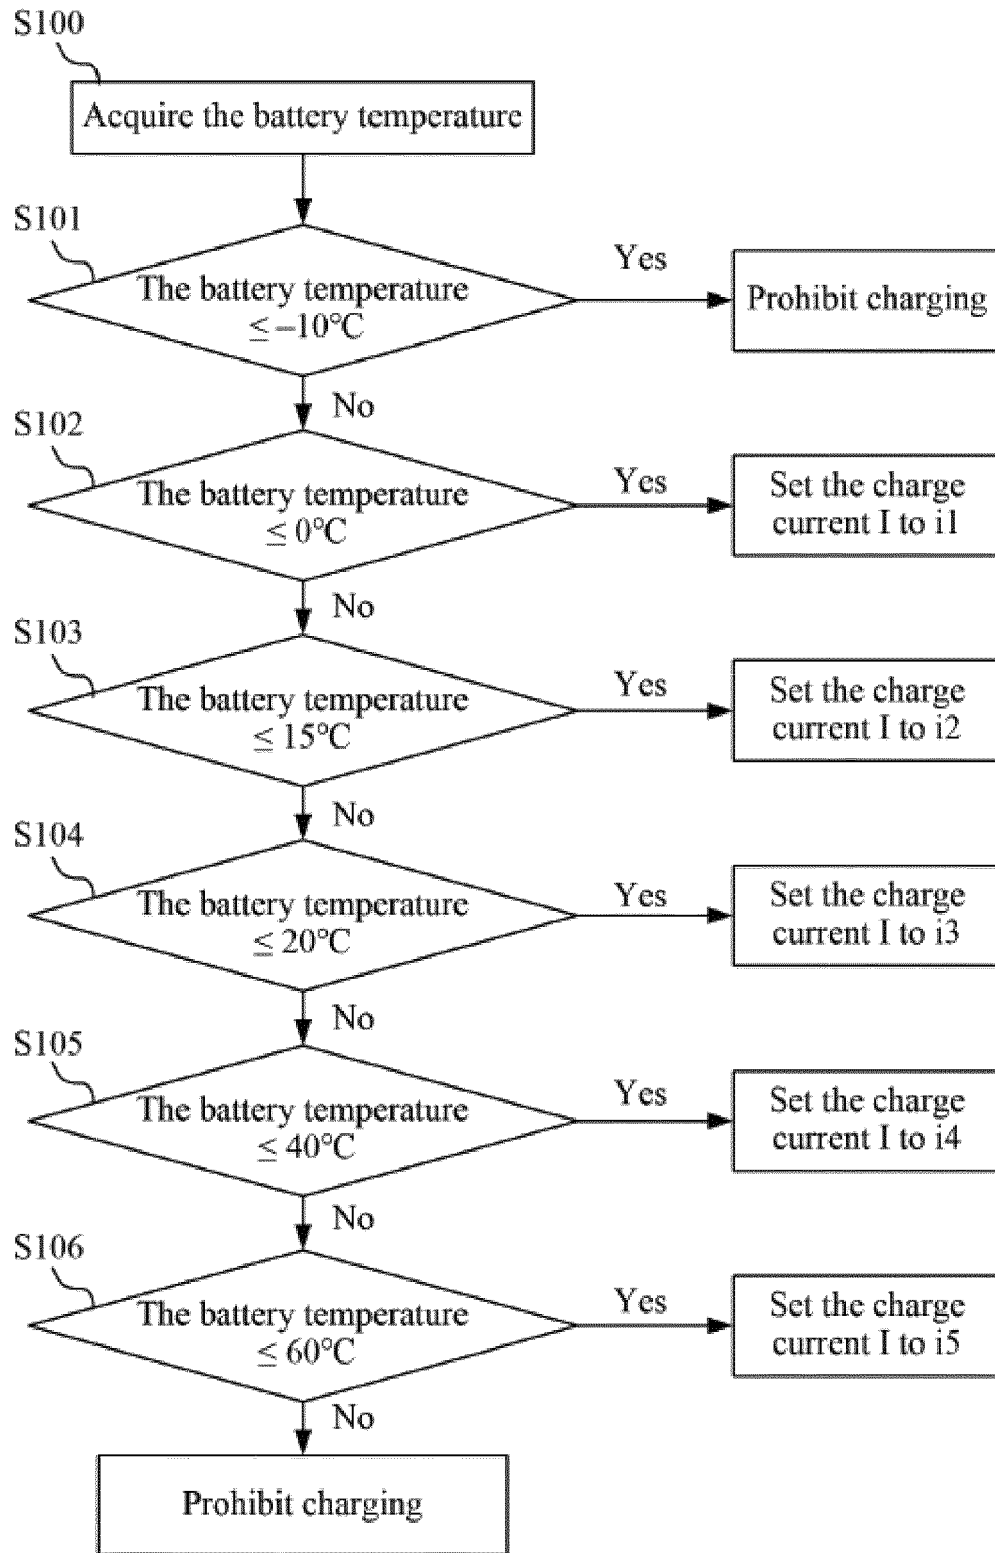 S100
Acquire the battery temperature
S101
The battery temperature
≤ –10°C
Yes
Prohibit charging
No
S102
The battery temperature
≤ 0°C
Yes
Set the charge
current I to i1
No
S103
The battery temperature
≤ 15°C
Yes
Set the charge
current I to i2
No
S104
The battery temperature
≤ 20°C
Yes
Set the charge
current I to i3
No
S105
The battery temperature
≤ 40°C
Yes
Set the charge
current I to i4
No
S106
The battery temperature
≤ 60°C
Yes
Set the charge
current I to i5
No
Prohibit charging